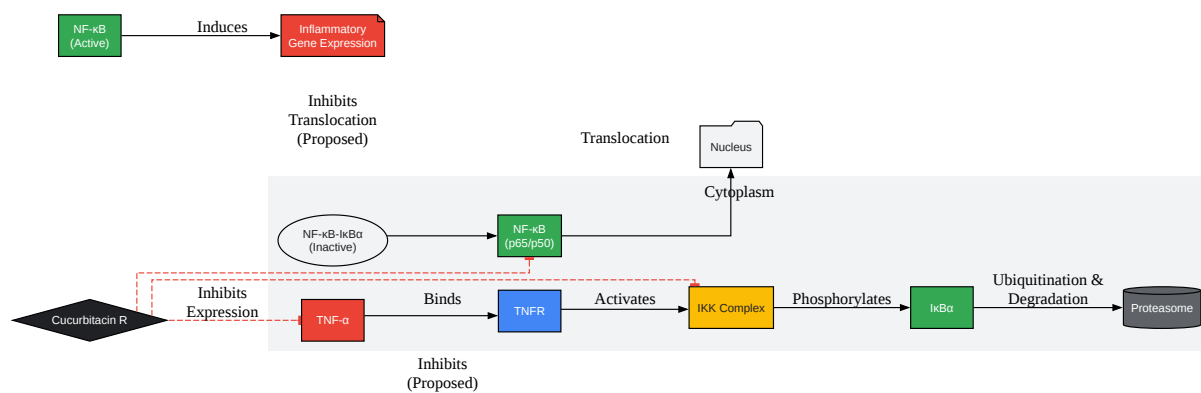 NF-κB
(Active)
Induces
Inflammatory
Gene Expression
Inhibits
Translocation
(Proposed)
Translocation
Nucleus
Cytoplasm
NF-κB-IκBα
(Inactive)
NF-κB
(p65/p50)
Cucurbitacin R
Inhibits
Expression
TNF-α
Binds
TNFR
Activates
IKK Complex
Phosphorylates
IκBα
Ubiquitination &
Degradation
Proteasome
Inhibits
(Proposed)